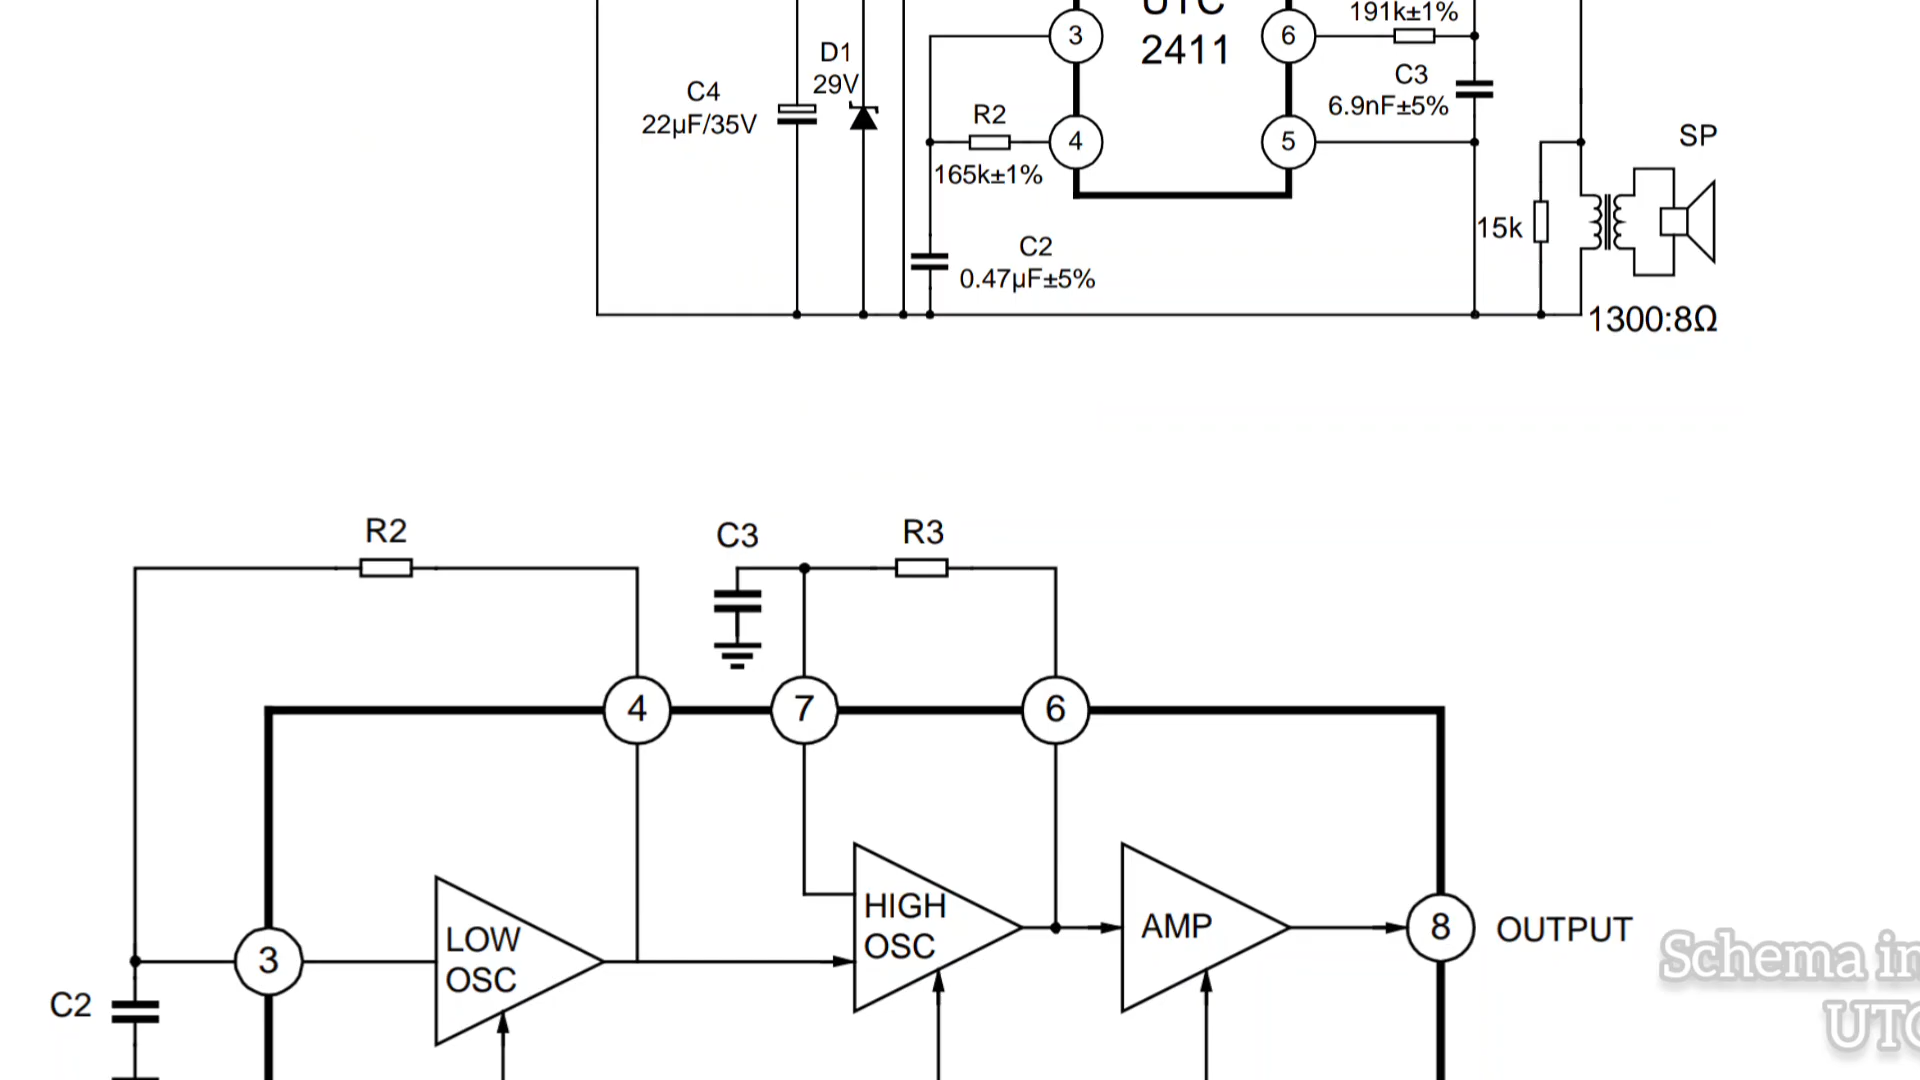 UTC
2411
3
6
191k±1%
D1
29V
C4
22µF/35V
C3
6.9nF±5%
R2
4
5
165k±1%
SP
15k
C2
0.47µF±5%
1300:8Ω
R2
C3
R3
4
7
6
HIGH
OSC
AMP
8
OUTPUT
LOW
OSC
3
C2
Schema in
UTC